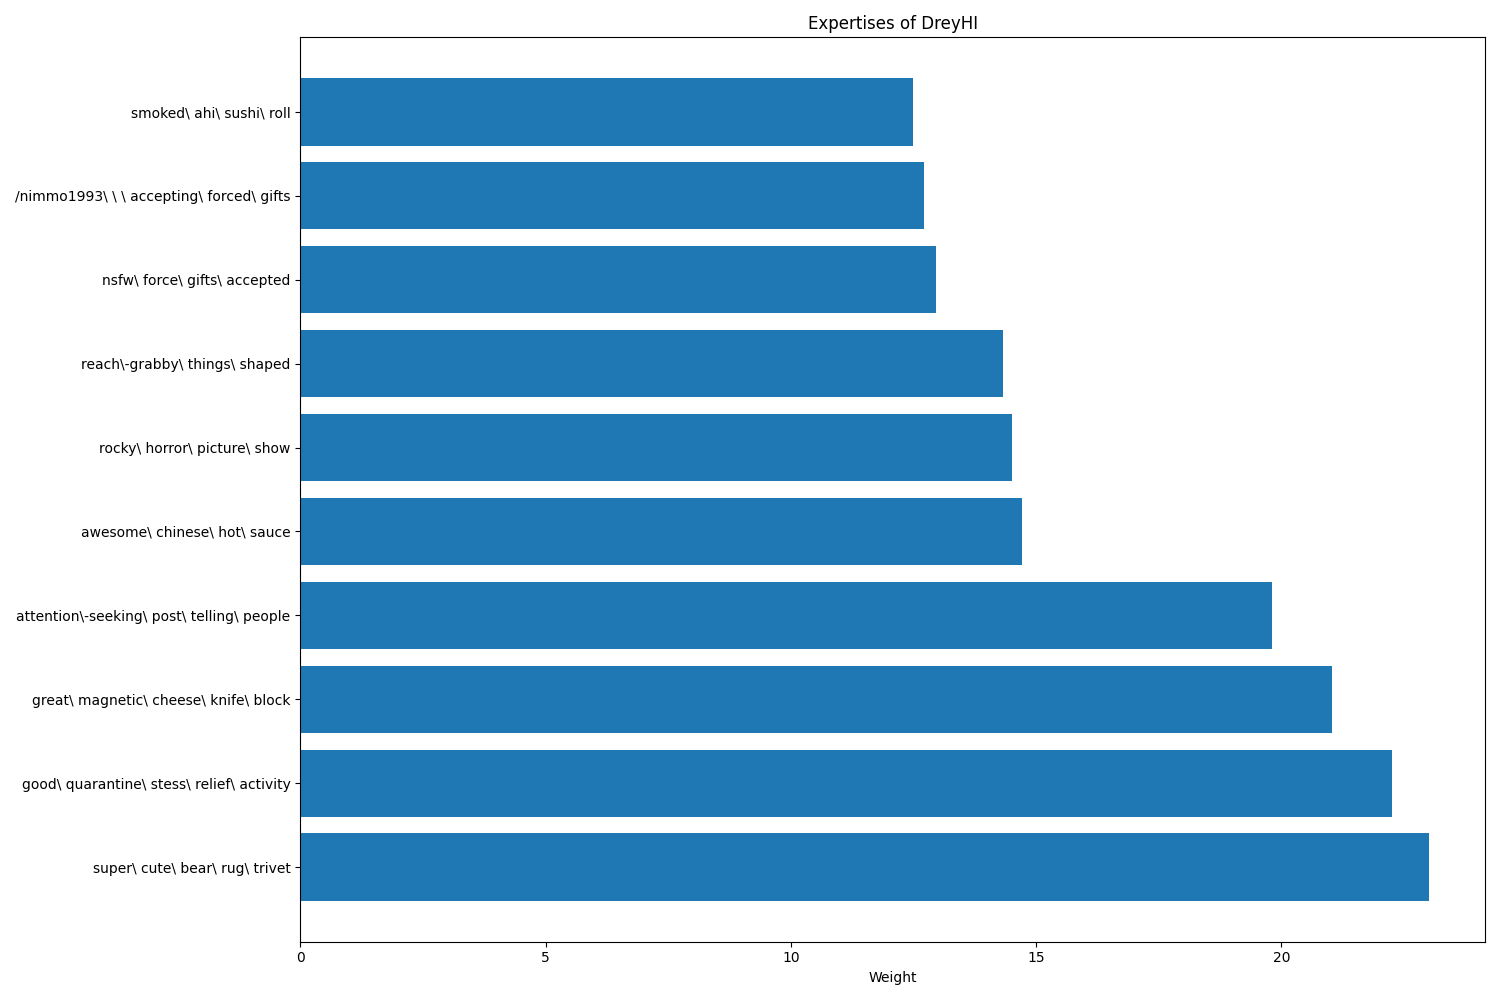 Expertises of DreyHI
smoked\ ahi\ sushi\ roll
/nimmo1993\ \ \ accepting\ forced\ gifts
nsfw\ force\ gifts\ accepted
reach\-grabby\ things\ shaped
rocky\ horror\ picture\ show
awesome\ chinese\ hot\ sauce
attention\-seeking\ post\ telling\ people
great\ magnetic\ cheese\ knife\ block
good\ quarantine\ stess\ relief\ activity
super\ cute\ bear\ rug\ trivet
0 5 10 15 20
Weight